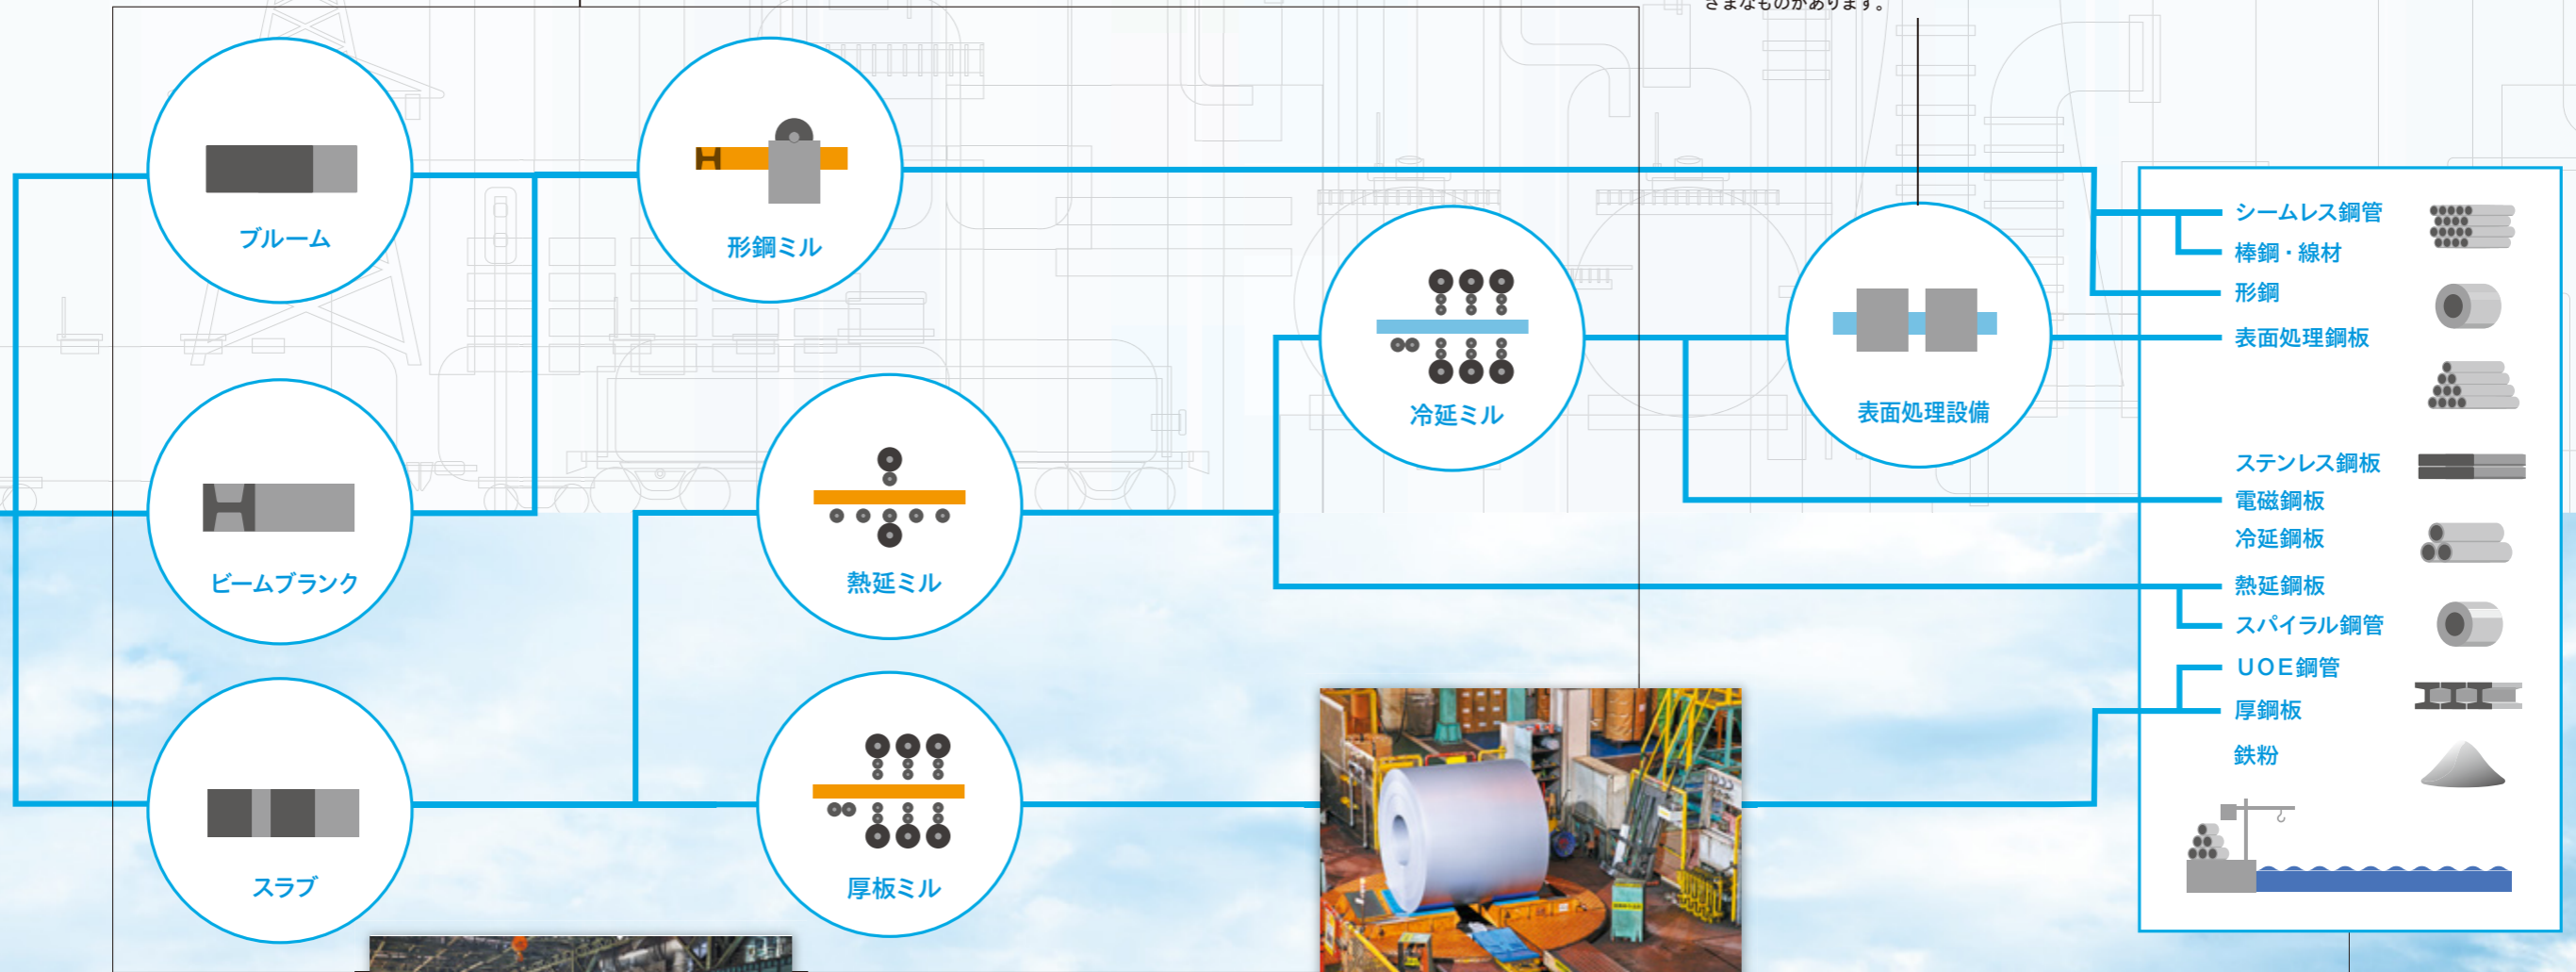 さまなものがあります。
ブルーム
形鋼ミル
シームレス鋼管
棒鋼・線材
形鋼
表面処理鋼板
冷延ミル
表面処理設備
ステンレス鋼板
電磁鋼板
冷延鋼板
ビームブランク
熱延ミル
熱延鋼板
スパイラル鋼管
UOE鋼管
厚鋼板
鉄粉
スラブ
厚板ミル